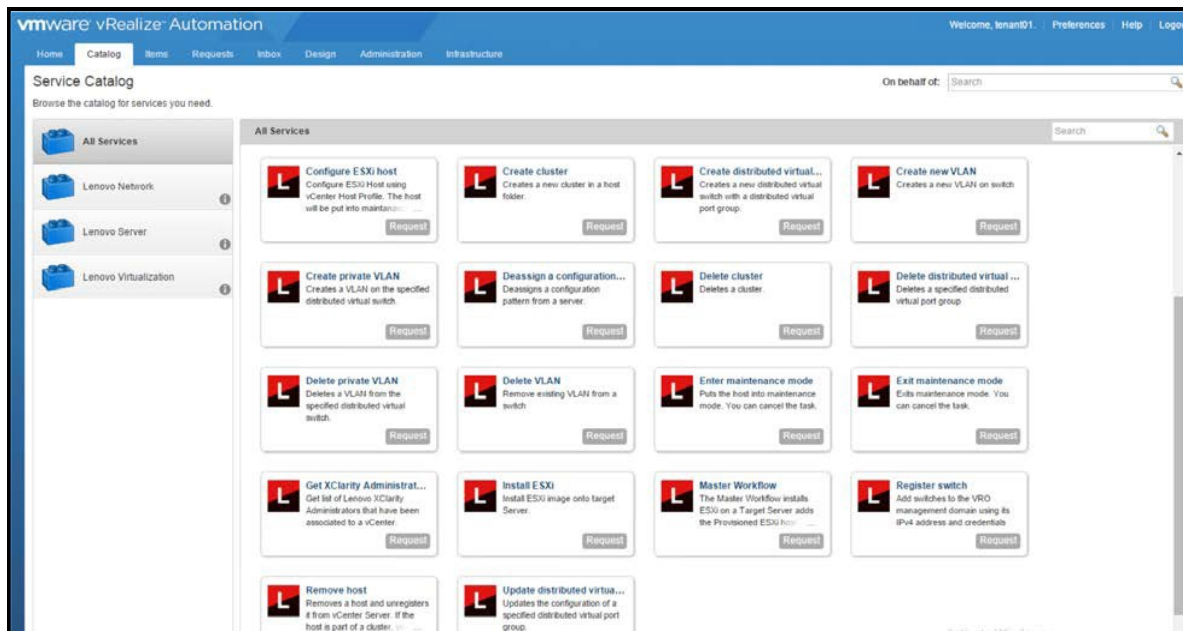 vmware vRealize Automation
Welcome, tenant01. Preferences Help Logou
Home Catalog Items Requests Inbox Design Administration Infrastructure
Service Catalog
On behalf of: Search
Browse the catalog for services you need.
All Services
Lenovo Network
Lenovo Server
Lenovo Virtualization
All Services Search
Configure ESXi host
Configure ESXi Host using
vCenter Host Profile. The host
will be put into maintanan... ...
Request
Create cluster
Creates a new cluster in a host
folder.
Request
Create distributed virtual...
Creates a new distributed virtual
switch with a distributed virtual
port group.
Request
Create new VLAN
Creates a new VLAN on switch
Request
Create private VLAN
Creates a VLAN on the specified
distributed virtual switch.
Request
Deassign a configuration...
Deassigns a configuration
pattern from a server.
Request
Delete cluster
Deletes a cluster.
Request
Delete distributed virtual ...
Deletes a specified distributed
virtual port group
Request
Delete private VLAN
Deletes a VLAN from the
specified distributed virtual
switch.
Request
Delete VLAN
Remove existing VLAN from a
switch
Request
Enter maintenance mode
Puts the host into maintenance
mode. You can cancel the task.
Request
Exit maintenance mode
Exits maintenance mode. You
can cancel the task.
Request
Get XClarity Administrat...
Get list of Lenovo XClarity
Administrators that have been
associated to a vCenter.
Request
Install ESXi
Install ESXi image onto target
Server.
Request
Master Workflow
The Master Workflow installs
ESXi on a Target Server adds
the Provisioned ESXi ho ...
Request
Register switch
Add switches to the VRO
management domain using its
IPv4 address and credentials
Request
Remove host
Removes a host and unregisters
it from vCenter Server. If the
host is part of a cluster,
Update distributed virtua...
Updates the configuration of a
specified distributed virtual port
group.